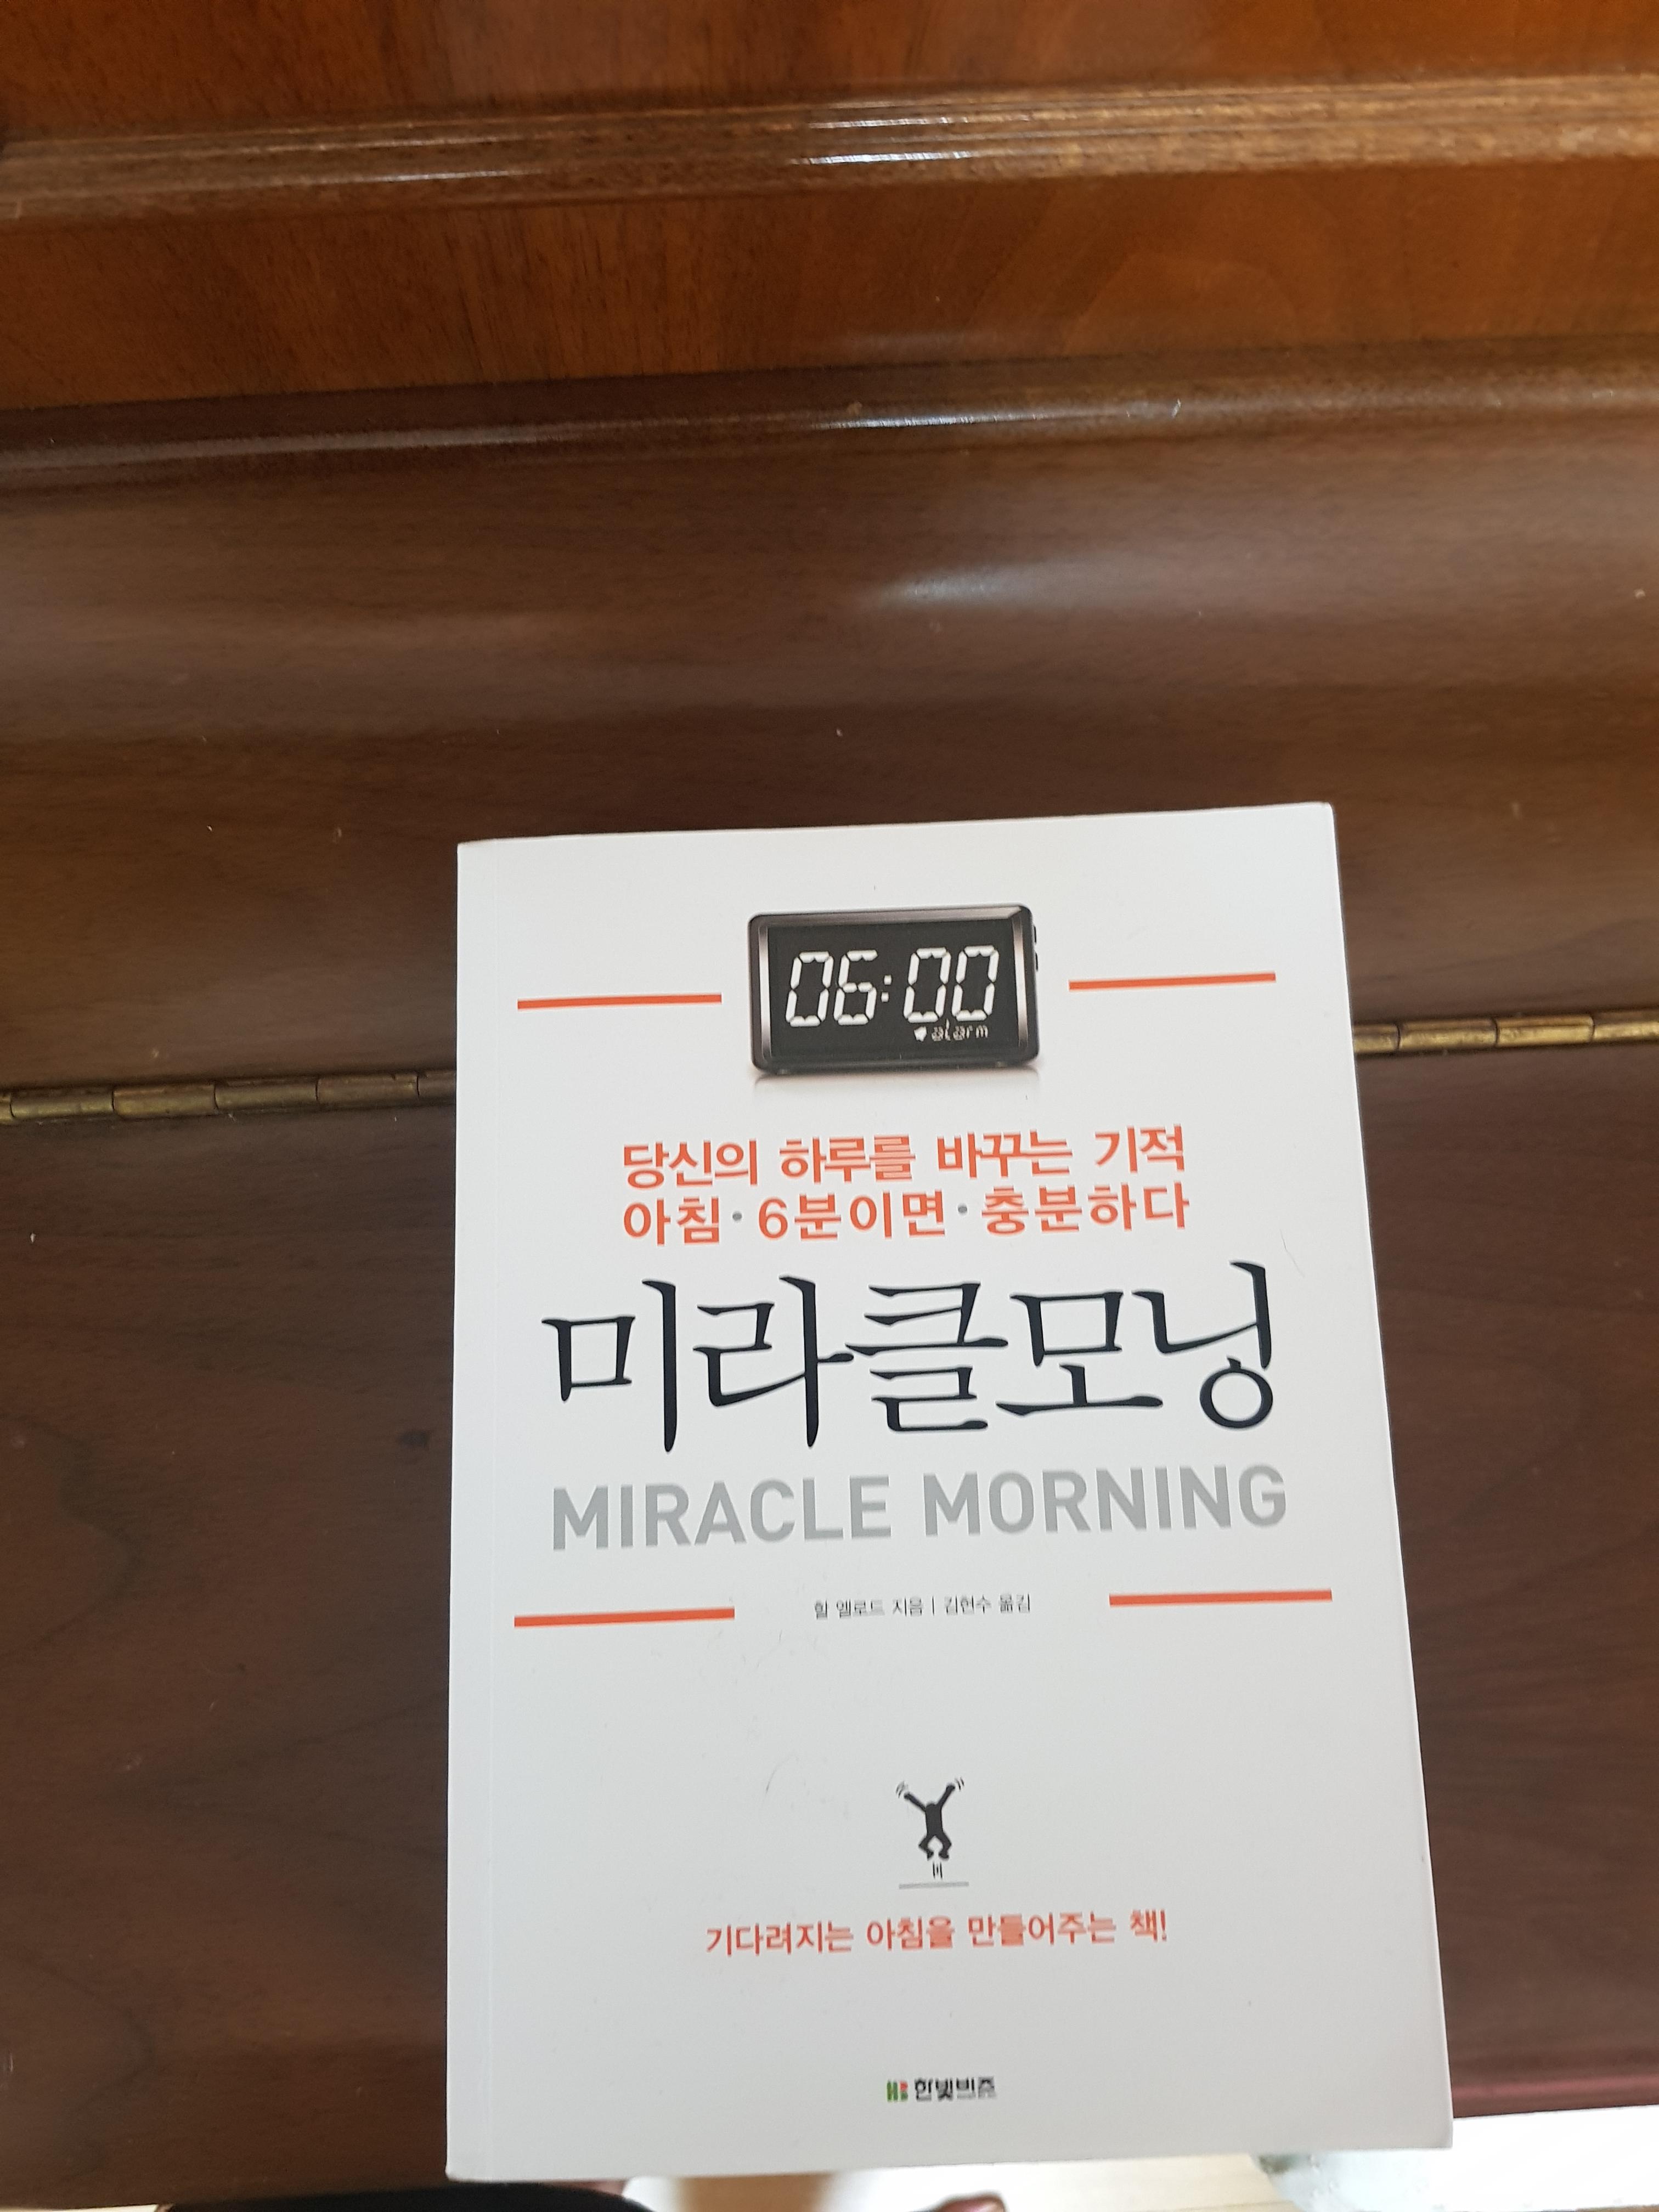 06:00
alarm
당신의 하루를 바꾸는 기적
아침·6분이면·충분하다
미라클모닝
MIRACLE MORNING
할 엘로드 지음 | 김현수 옮김
기다려지는 아침을 만들어주는 책!
한빛비즈